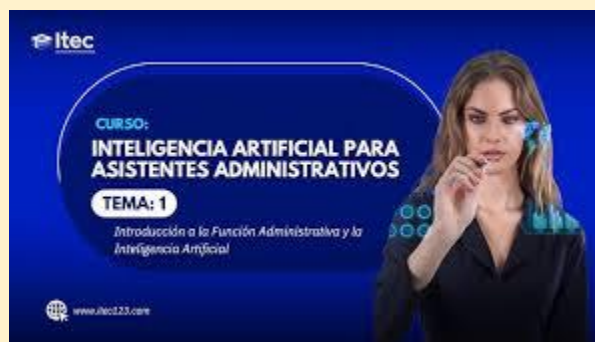 Itec
CURSO:
INTELIGENCIA ARTIFICIAL PARA
ASISTENTES ADMINISTRATIVOS
TEMA: 1
Introducción a la Función Administrativa y la
Inteligencia Artificial
www.itec123.com